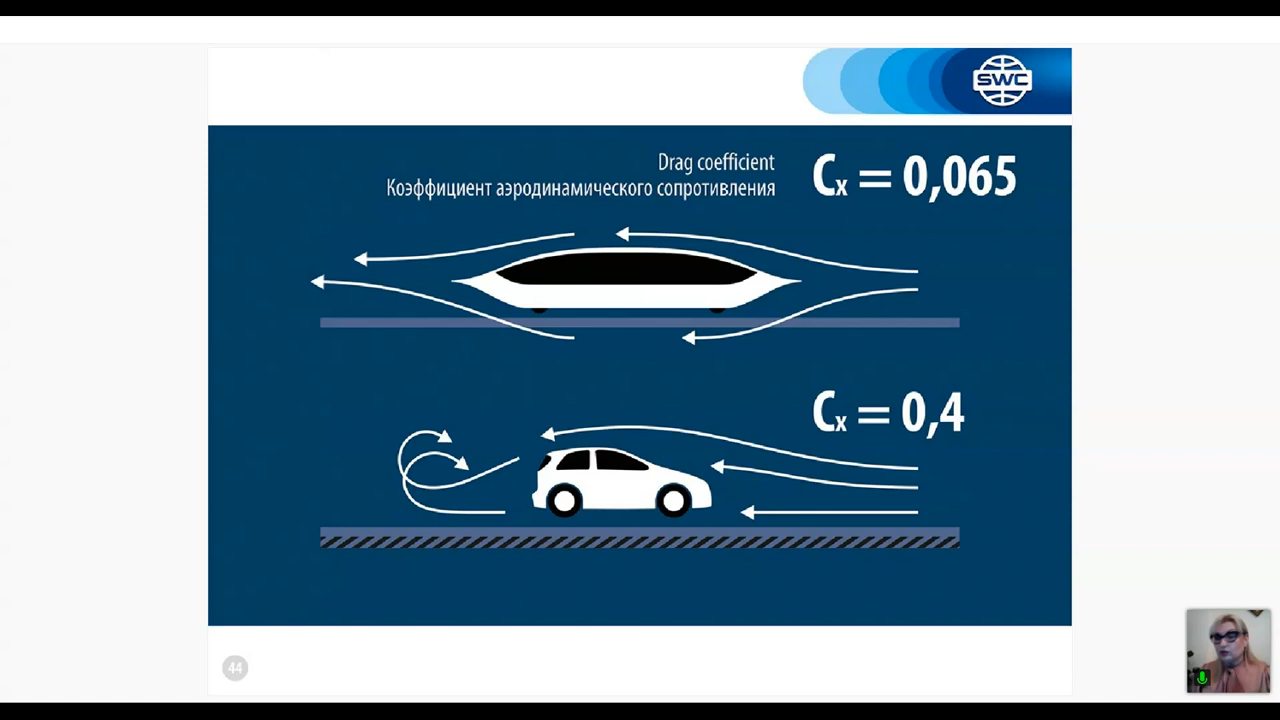 SWC
Drag coefficient
Коэффициент аэродинамического сопротивления
Cx = 0,065
Cx = 0,4
44